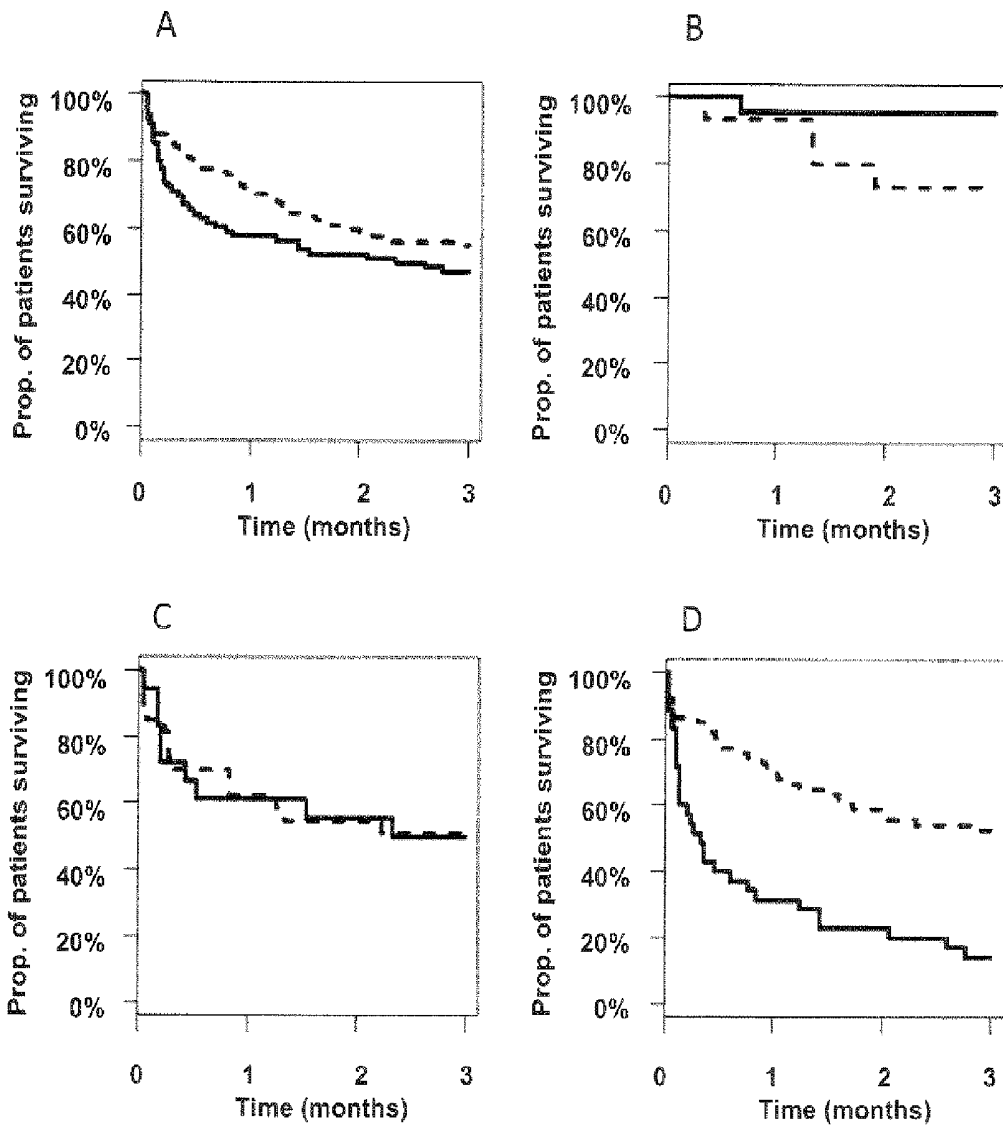 A
Prop. of patients surviving
100%
80%
60%
40%
20%
0%
0 1 2 3
Time (months)
B
Prop. of patients surviving
100%
80%
60%
40%
20%
0%
0 1 2 3
Time (months)
C
Prop. of patients surviving
100%
80%
60%
40%
20%
0%
0 1 2 3
Time (months)
D
Prop. of patients surviving
100%
80%
60%
40%
20%
0%
0 1 2 3
Time (months)